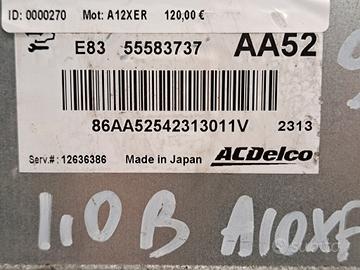 ID: 0000270 Mot: A12XER 120,00 €
E83 55583737 AA52
86AA52542313011V 2313
Serv.#: 12636386 Made in Japan ACDelco
1,0B A10XF